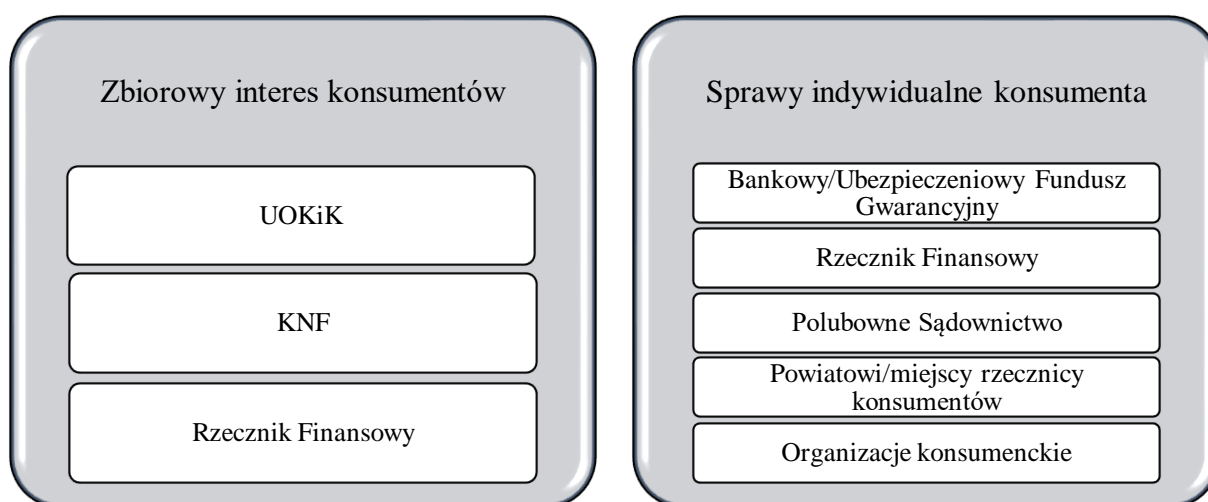 Zbiorowy interes konsumentów
UOKiK
KNF
Rzecznik Finansowy
Sprawy indywidualne konsumenta
Bankowy/Ubezpieczeniowy Fundusz
Gwarancyjny
Rzecznik Finansowy
Polubowne Sądownictwo
Powiatowi/miejscy rzecznicy
konsumentów
Organizacje konsumenckie